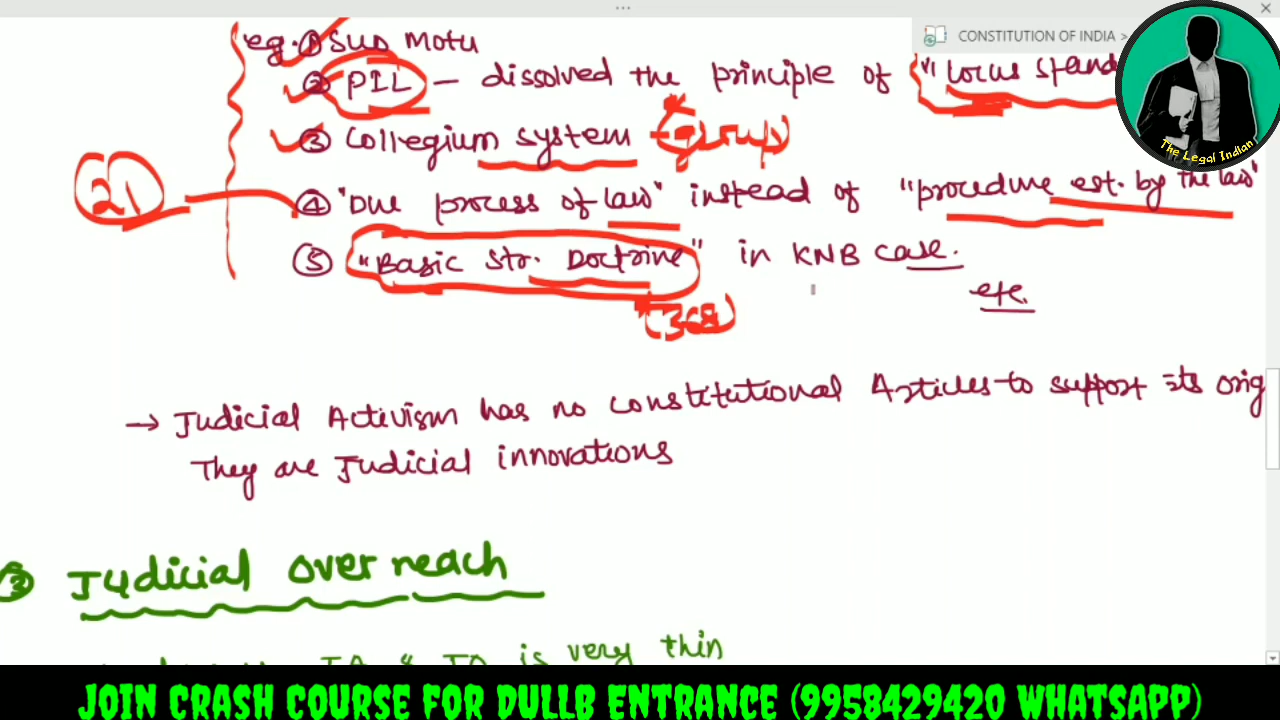 ...
CONSTITUTION OF INDIA >
eg. ① Suo Motu
② PIL — dissolved the principle of "locus stand
The Legal Indian
③ Collegium system (group)
21
④ "Due process of law" instead of "procedure est. by the law"
⑤ "Basic Str. Doctrine" in KNB case.
etc.
(368)
→ Judicial Activism has no constitutional Articles to support its orig
They are Judicial innovations
Judicial over reach
is very thin
JOIN CRASH COURSE FOR DULLB ENTRANCE (9958429420 WHATSAPP)